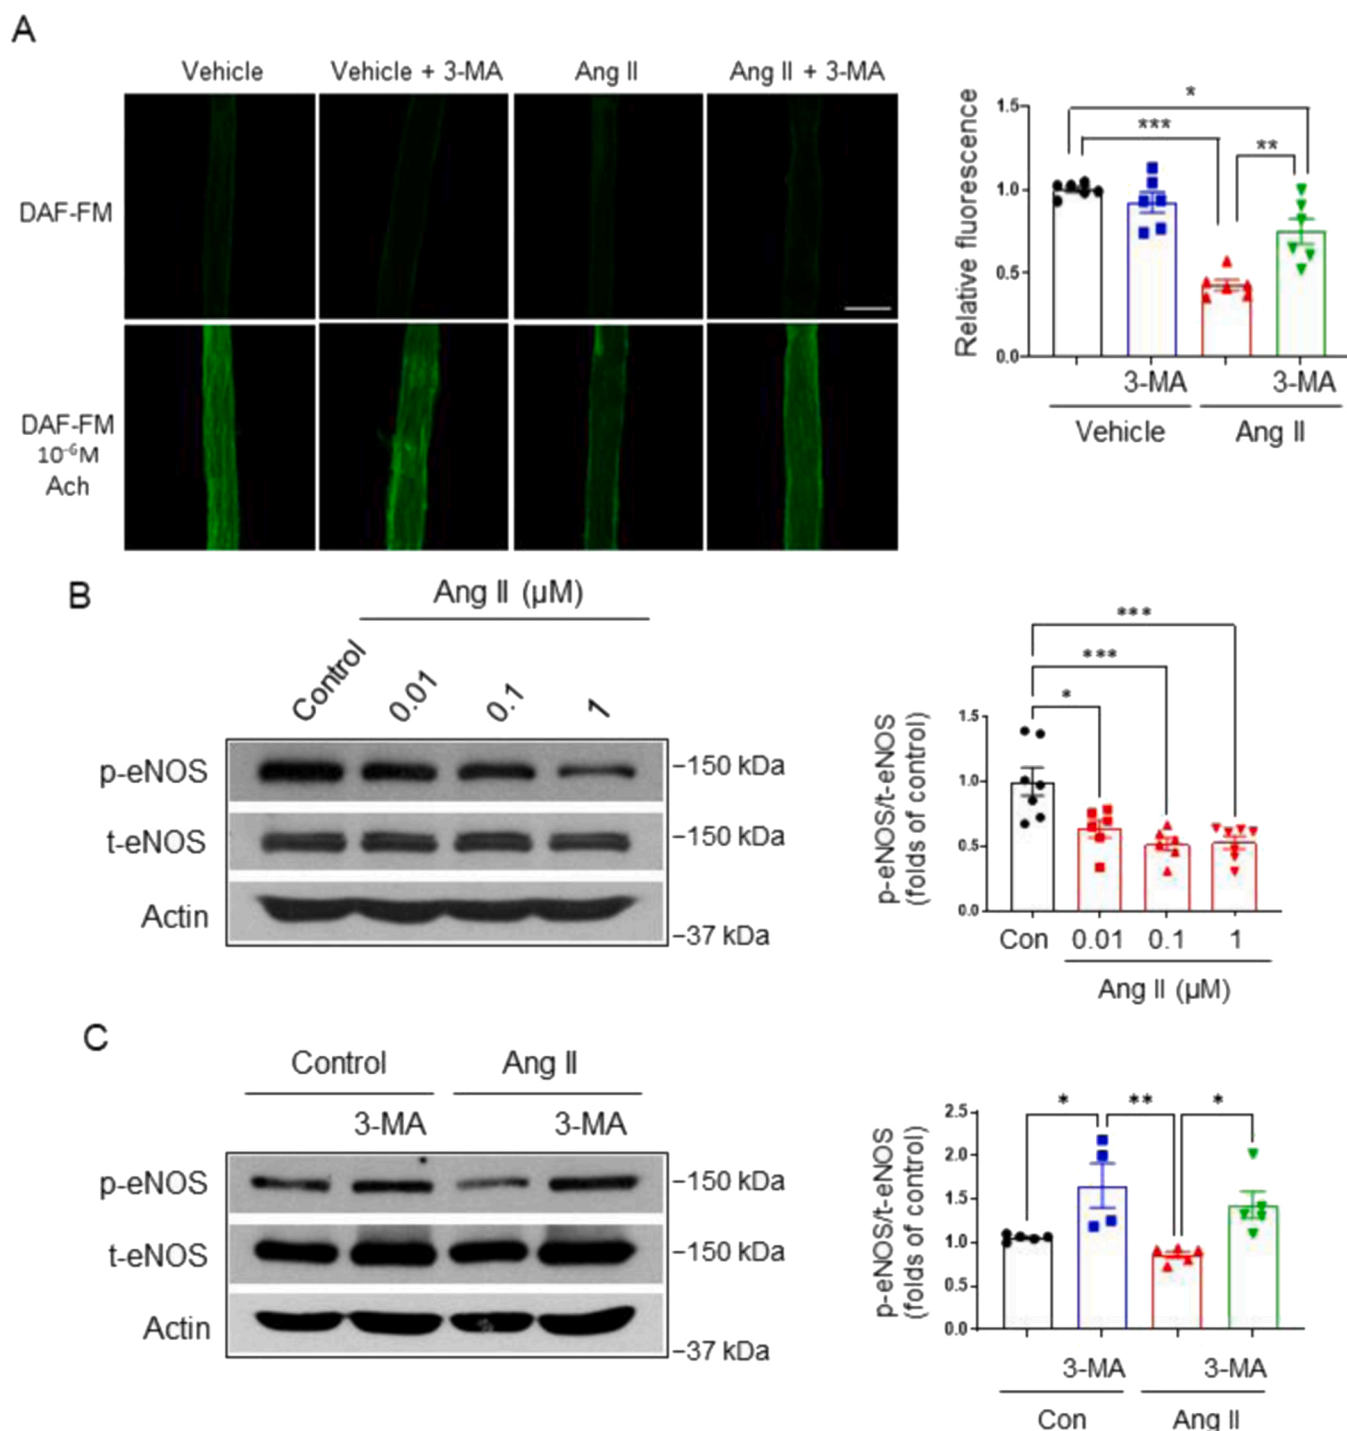 A
Vehicle
Vehicle + 3-MA
Ang II
Ang II + 3-MA
DAF-FM
DAF-FM
10⁻⁶M
Ach
Relative fluorescence
1.5
1.0
0.5
0.0
*
***
**
3-MA
3-MA
Vehicle
Ang II
B
Ang II (µM)
Control
0.01
0.1
1
p-eNOS
–150 kDa
t-eNOS
–150 kDa
Actin
–37 kDa
p-eNOS/t-eNOS
(folds of control)
1.5
1.0
0.5
0.0
***
***
*
Con
0.01
0.1
1
Ang II (µM)
C
Control
Ang II
3-MA
3-MA
p-eNOS
–150 kDa
t-eNOS
–150 kDa
Actin
–37 kDa
p-eNOS/t-eNOS
(folds of control)
2.5
2.0
1.5
1.0
0.5
0.0
*
**
*
3-MA
3-MA
Con
Ang II